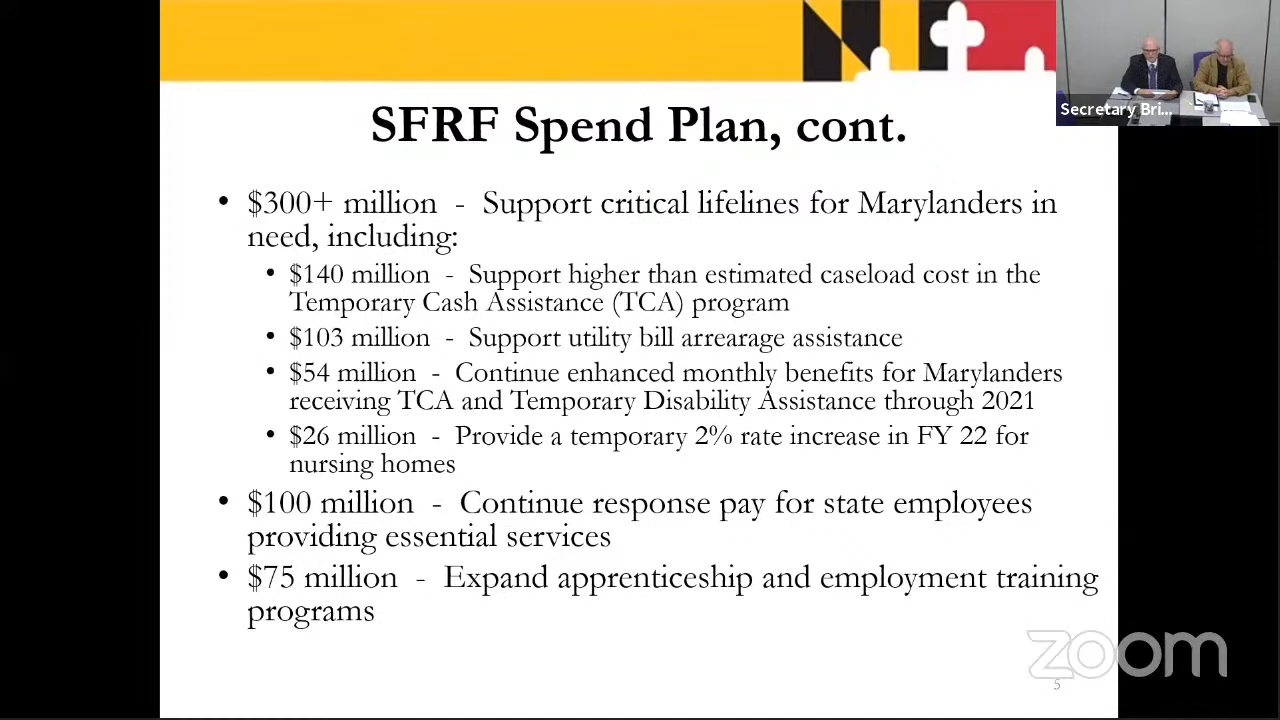 Secretary Bri...
SFRF Spend Plan, cont.
• $300+ million - Support critical lifelines for Marylanders in
need, including:
• $140 million - Support higher than estimated caseload cost in the
Temporary Cash Assistance (TCA) program
• $103 million - Support utility bill arrearage assistance
• $54 million - Continue enhanced monthly benefits for Marylanders
receiving TCA and Temporary Disability Assistance through 2021
• $26 million - Provide a temporary 2% rate increase in FY 22 for
nursing homes
• $100 million - Continue response pay for state employees
providing essential services
• $75 million - Expand apprenticeship and employment training
programs
zoom
5